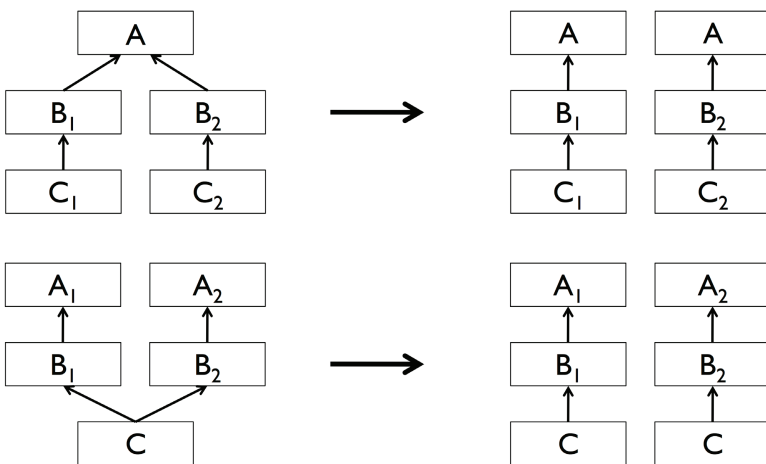 A A A
B₁ B₂ B₁ B₂
C₁ C₂ C₁ C₂
A₁ A₂ A₁ A₂
B₁ B₂ B₁ B₂
C C C